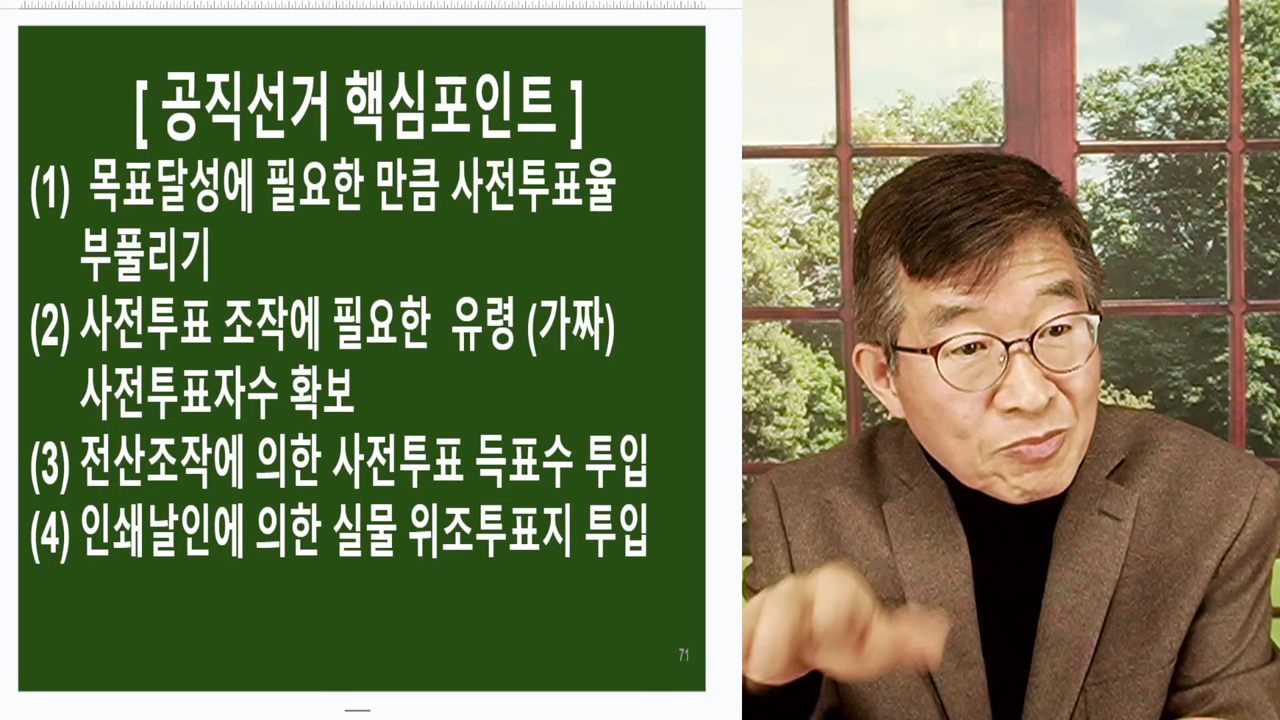 [ 공직선거 핵심포인트 ]
(1) 목표달성에 필요한 만큼 사전투표율
부풀리기
(2) 사전투표 조작에 필요한 유령 (가짜)
사전투표자수 확보
(3) 전산조작에 의한 사전투표 득표수 투입
(4) 인쇄날인에 의한 실물 위조투표지 투입
71